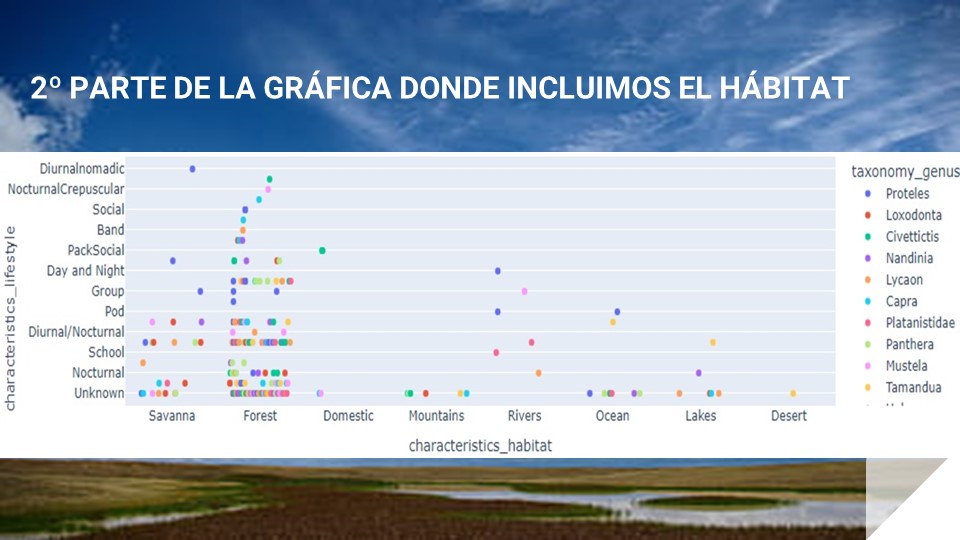 2º PARTE DE LA GRÁFICA DONDE INCLUIMOS EL HÁBITAT
characteristics_lifestyle
Diurnalnomadic
NocturnalCrepuscular
Social
Band
PackSocial
Day and Night
Group
Pod
Diurnal/Nocturnal
School
Nocturnal
Unknown
Savanna Forest Domestic Mountains Rivers Ocean Lakes Desert
characteristics_habitat
taxonomy_genus
Proteles
Loxodonta
Civettictis
Nandinia
Lycaon
Capra
Platanistidae
Panthera
Mustela
Tamandua